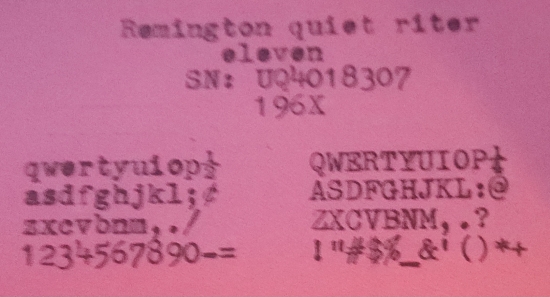 Remington quiet riter
eleven
SN: UQ4018307
196X
qwertyuiop½
asdfghjkl;¢
zxcvbnm,./
1234567890-=
QWERTYUIOP¼
ASDFGHJKL:@
ZXCVBNM,.?
!"#$%_&'()*+